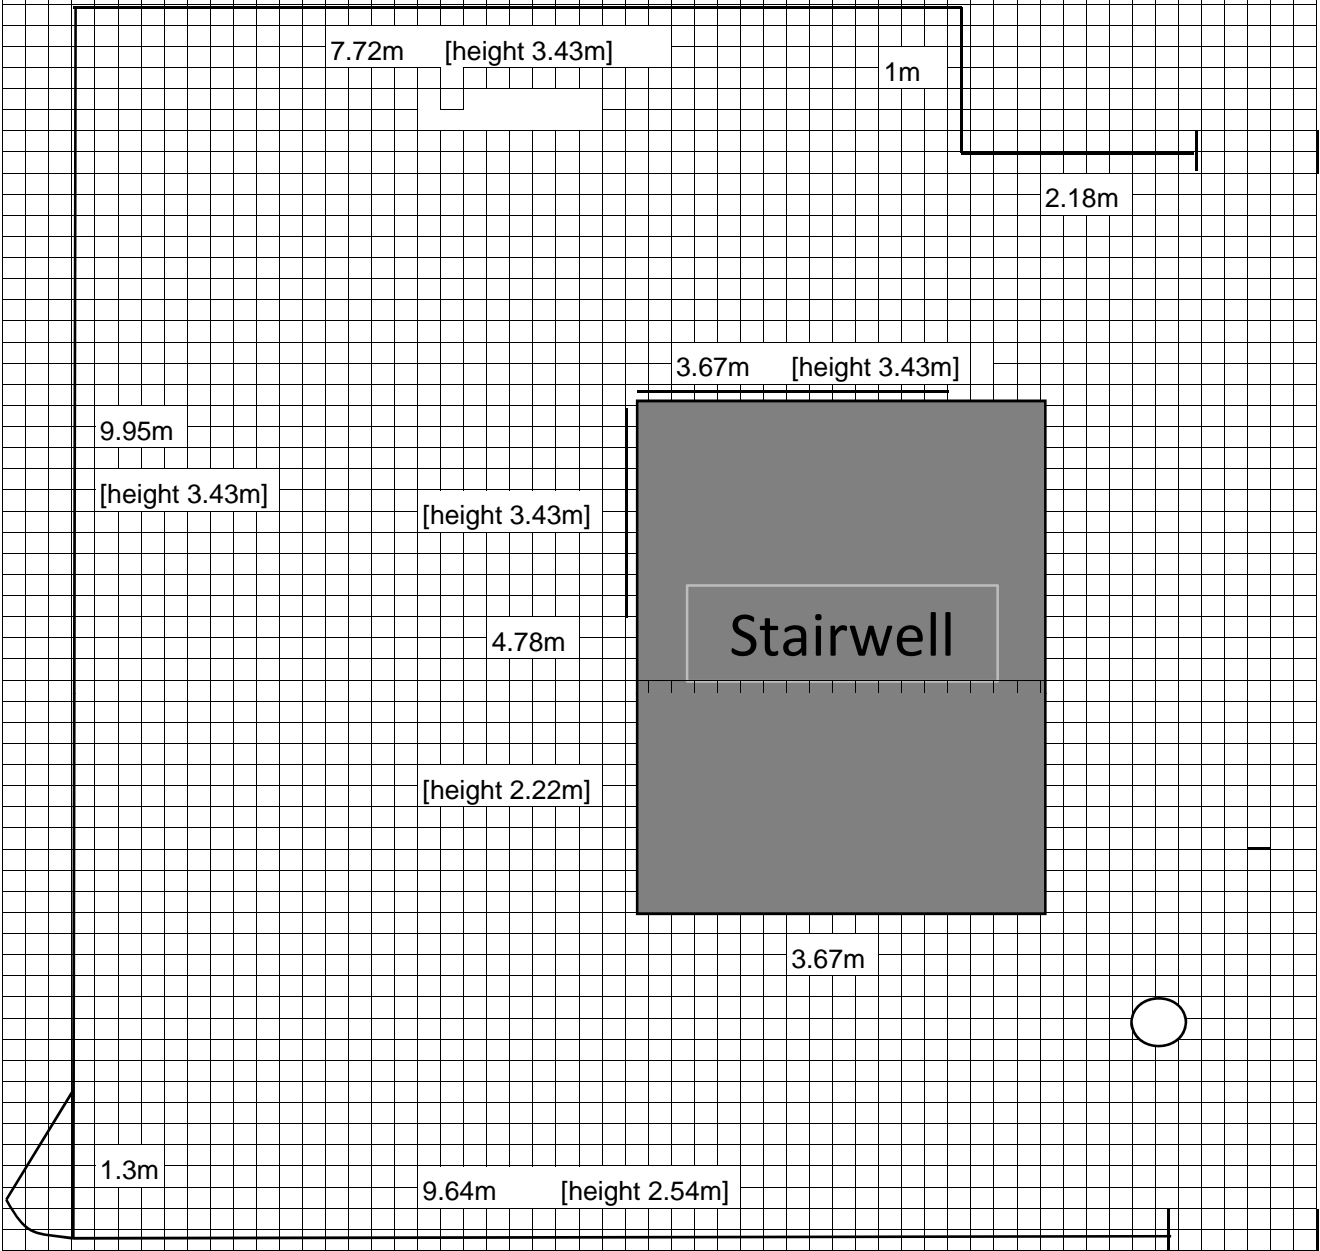 7.72m [height 3.43m]
1m
2.18m
3.67m [height 3.43m]
9.95m
[height 3.43m]
[height 3.43m]
Stairwell
4.78m
[height 2.22m]
3.67m
1.3m
9.64m [height 2.54m]